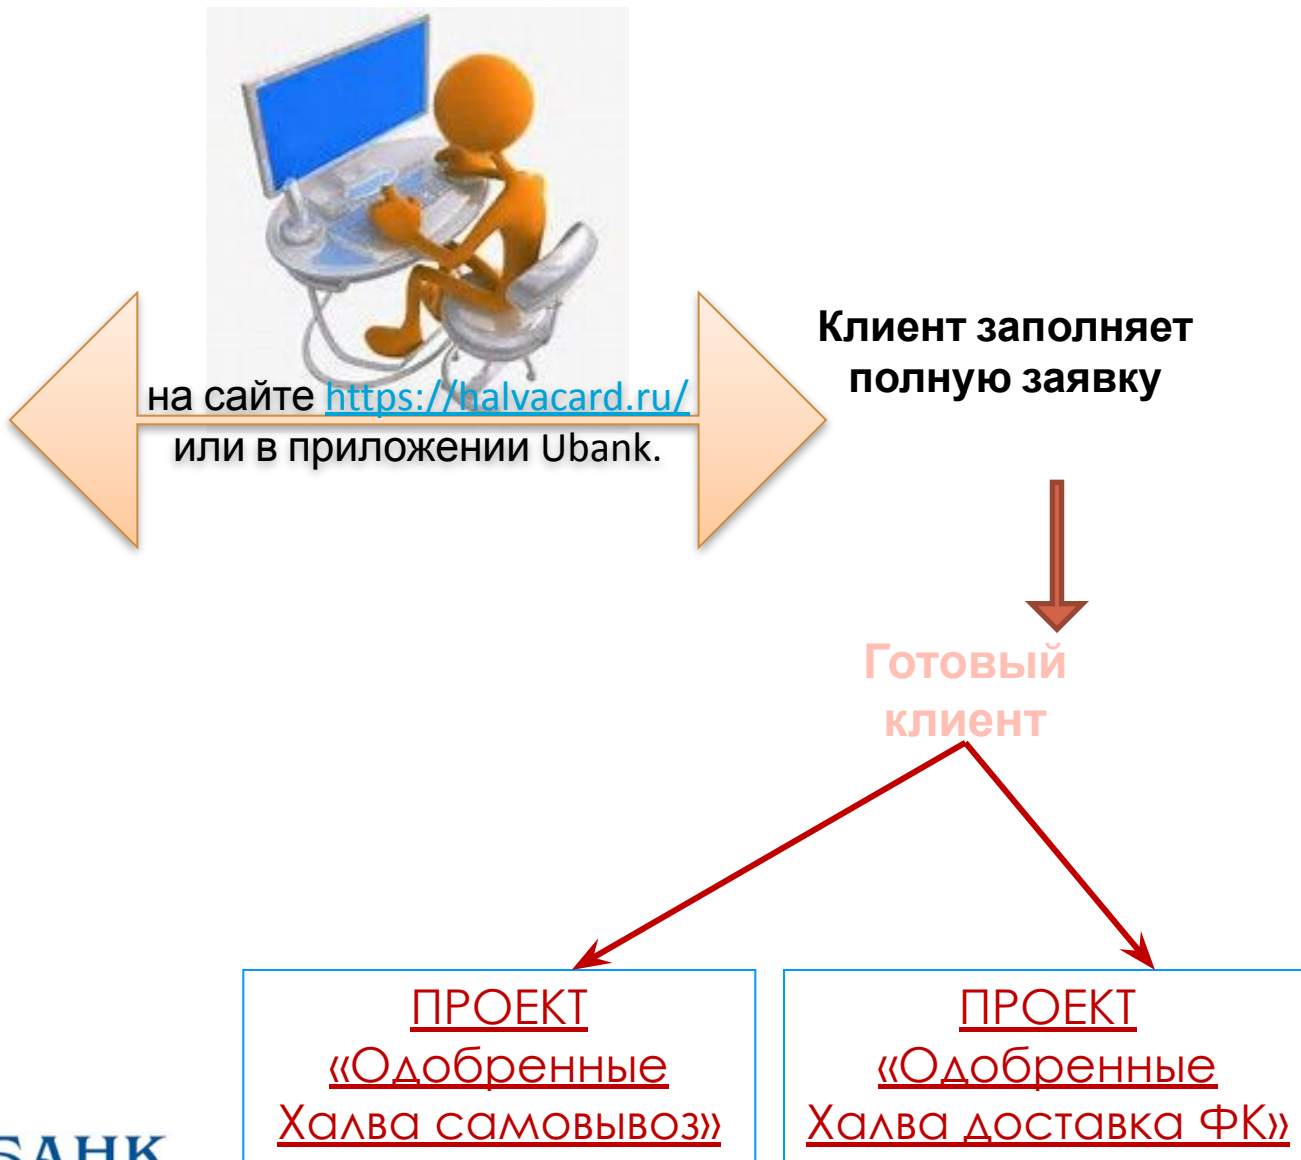 на сайте https://halvacard.ru/
или в приложении Ubank.
Клиент заполняет
полную заявку
Готовый
клиент
ПРОЕКТ
«Одобренные
Халва самовывоз»
ПРОЕКТ
«Одобренные
Халва доставка ФК»
БАНК